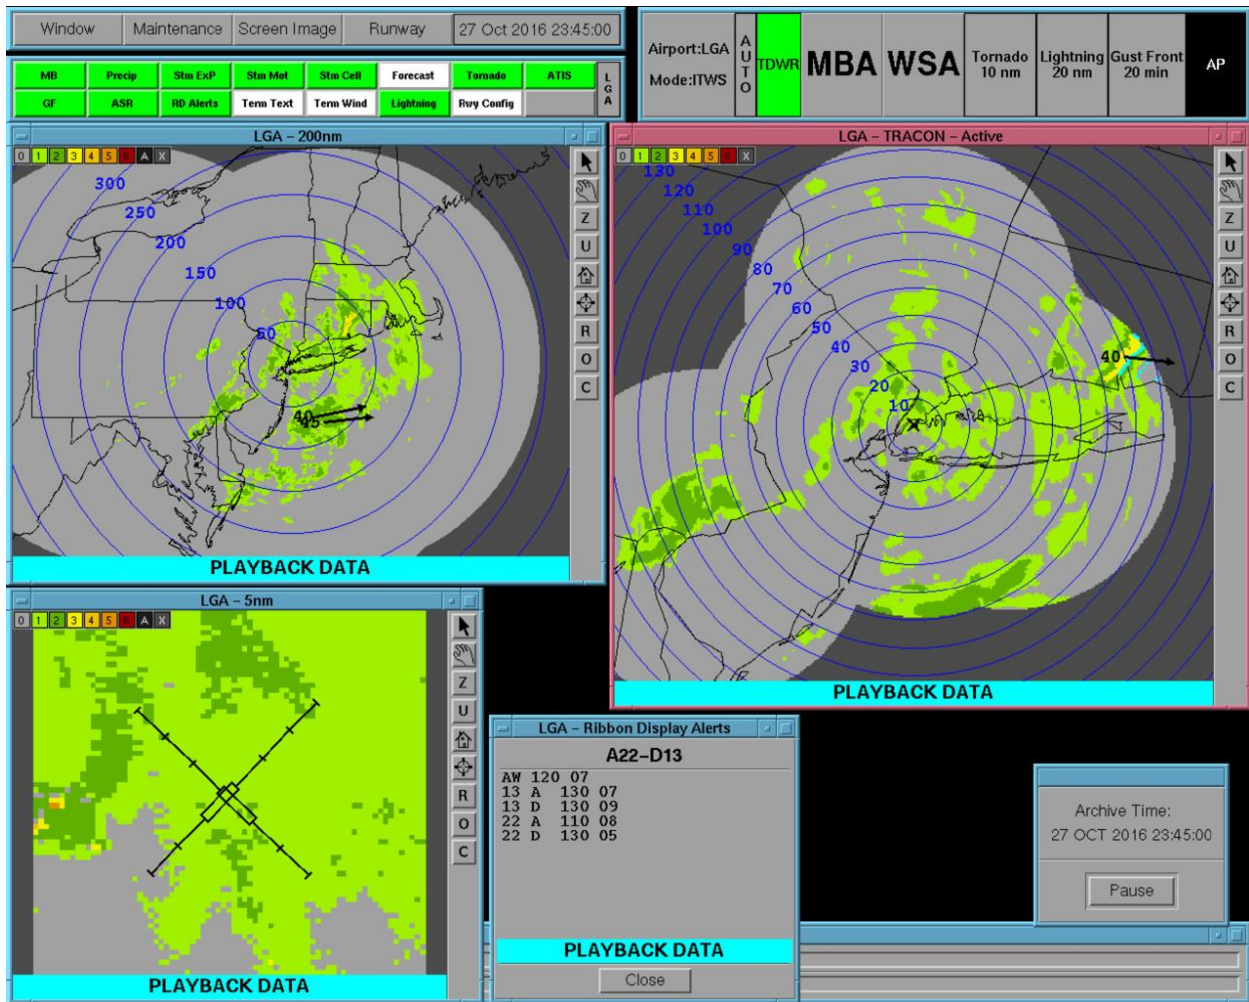 Window Maintenance Screen Image Runway 27 Oct 2016 23:45:00
MB Precip Stm ExP Stm Mot Stm Cell Forecast Tornado ATIS
GF ASR RD Alerts Term Text Term Wind Lightning Rwy Config
LGA
Airport:LGA
Mode:ITWS
AUTO
TDWR
MBA
WSA
Tornado
10 nm
Lightning
20 nm
Gust Front
20 min
AP
LGA – 200nm
0 1 2 3 4 5 6 A X
300
250
200
150
100
50
40
45
Z
U
R
O
C
PLAYBACK DATA
LGA – TRACON – Active
0 1 2 3 4 5 6 X
130
120
110
100
90
80
70
60
50
40
30
20
10
40
Z
U
R
O
C
PLAYBACK DATA
LGA – 5nm
0 1 2 3 4 5 6 A X
Z
U
R
O
C
PLAYBACK DATA
LGA – Ribbon Display Alerts
A22–D13
AW 120 07
13 A 130 07
13 D 130 09
22 A 110 08
22 D 130 05
PLAYBACK DATA
Close
Archive Time:
27 OCT 2016 23:45:00
Pause